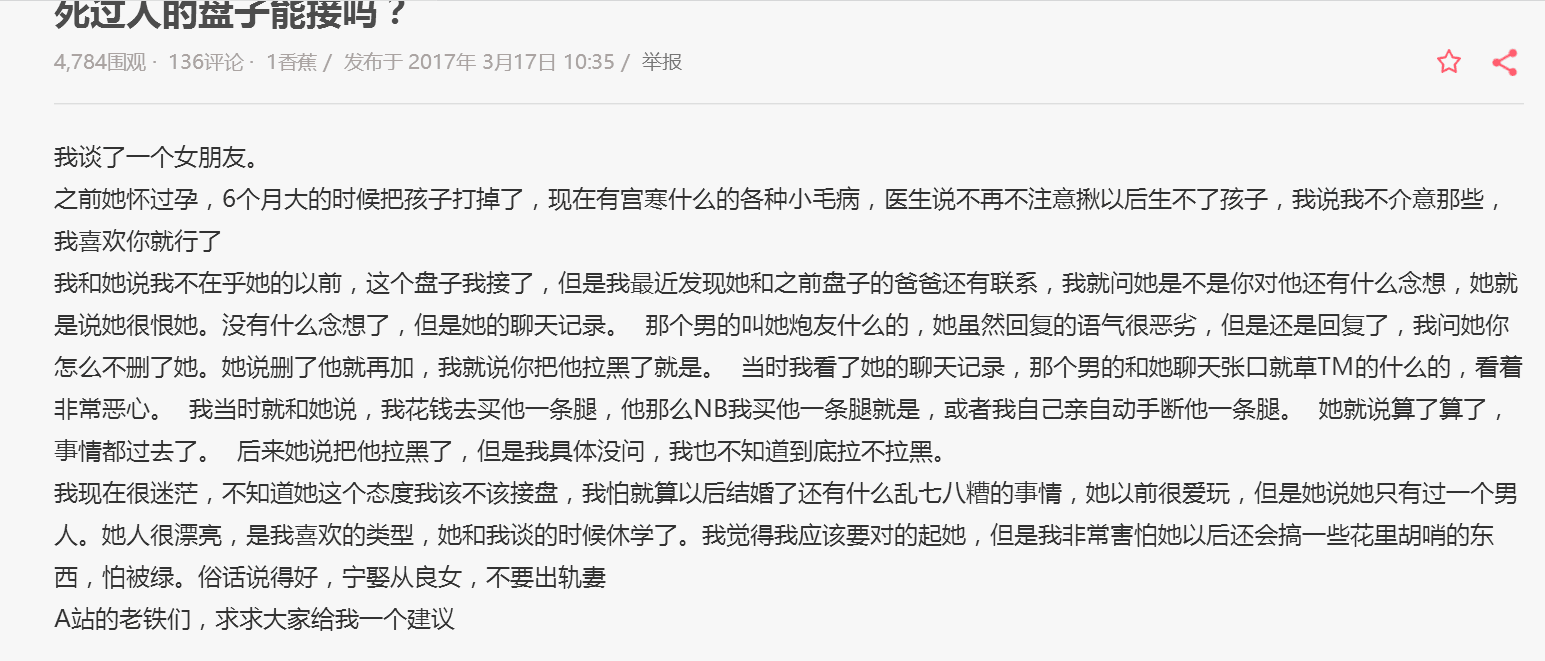 死过人的盘子能接吗？
4,784围观 · 136评论 · 1香蕉 / 发布于 2017年 3月17日 10:35 / 举报
我谈了一个女朋友。
之前她怀过孕，6个月大的时候把孩子打掉了，现在有宫寒什么的各种小毛病，医生说不再不注意揪以后生不了孩子，我说我不介意那些，
我喜欢你就行了
我和她说我不在乎她的以前，这个盘子我接了，但是我最近发现她和之前盘子的爸爸还有联系，我就问她是不是你对他还有什么念想，她就
是说她很恨她。没有什么念想了，但是她的聊天记录。 那个男的叫她炮友什么的，她虽然回复的语气很恶劣，但是还是回复了，我问她你
怎么不删了她。她说删了他就再加，我就说你把他拉黑了就是。 当时我看了她的聊天记录，那个男的和她聊天张口就草TM的什么的，看着
非常恶心。 我当时就和她说，我花钱去买他一条腿，他那么NB我买他一条腿就是，或者我自己亲自动手断他一条腿。 她就说算了算了，
事情都过去了。 后来她说把他拉黑了，但是我具体没问，我也不知道到底拉不拉黑。
我现在很迷茫，不知道她这个态度我该不该接盘，我怕就算以后结婚了还有什么乱七八糟的事情，她以前很爱玩，但是她说她只有过一个男
人。她人很漂亮，是我喜欢的类型，她和我谈的时候休学了。我觉得我应该要对的起她，但是我非常害怕她以后还会搞一些花里胡哨的东
西，怕被绿。俗话说得好，宁娶从良女，不要出轨妻
A站的老铁们，求求大家给我一个建议